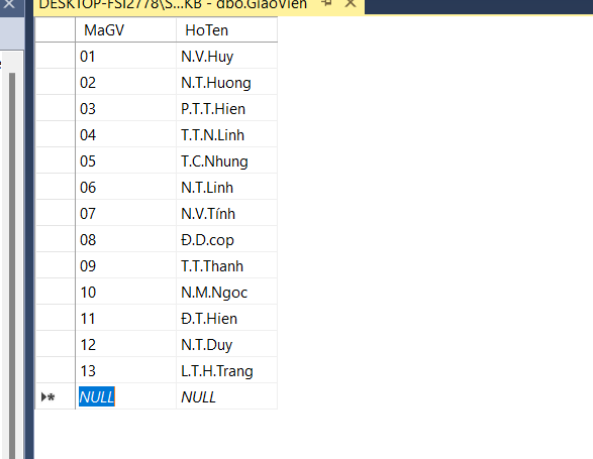 DESKTOP-FSI2778\S...KB - dbo.GiaoVien
MaGV HoTen
01 N.V.Huy
02 N.T.Huong
03 P.T.T.Hien
04 T.T.N.Linh
05 T.C.Nhung
06 N.T.Linh
07 N.V.Tính
08 Đ.D.cop
09 T.T.Thanh
10 N.M.Ngoc
11 Đ.T.Hien
12 N.T.Duy
13 L.T.H.Trang
NULL NULL